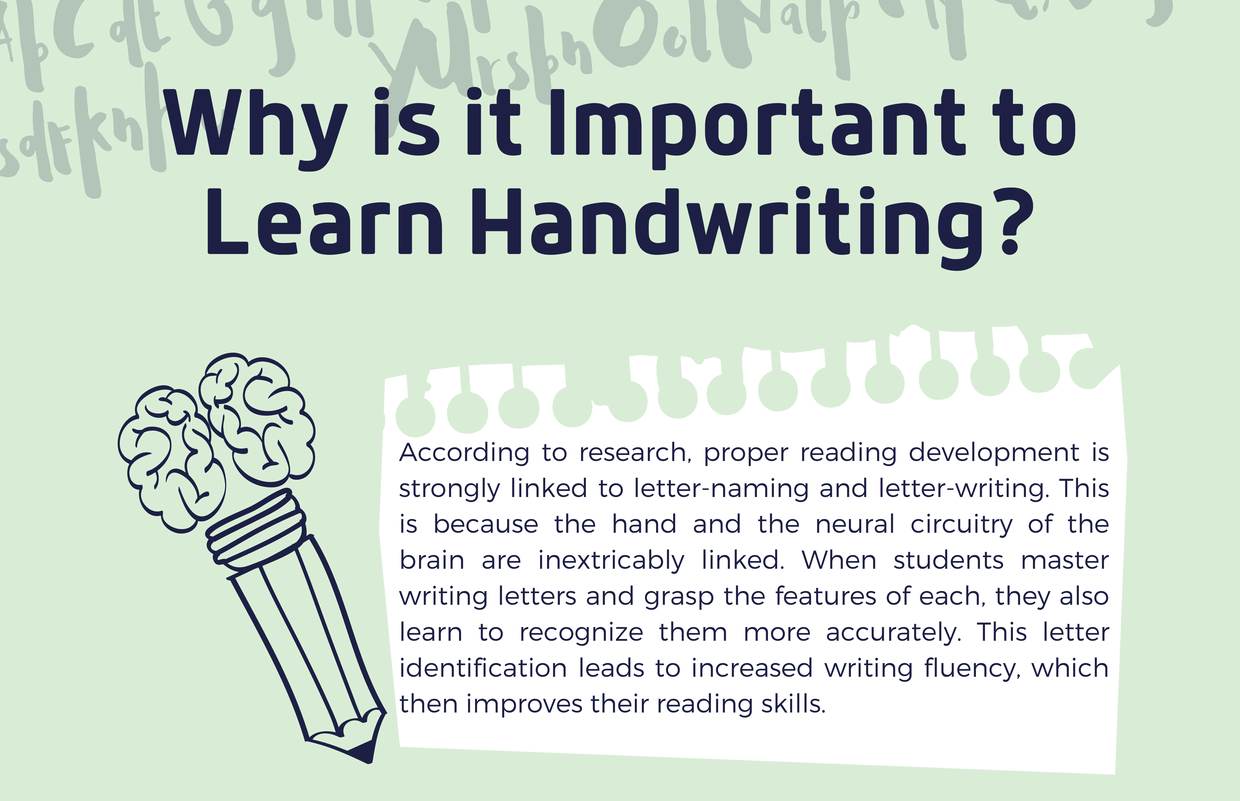 Why is it Important to
Learn Handwriting?
According to research, proper reading development is
strongly linked to letter-naming and letter-writing. This
is because the hand and the neural circuitry of the
brain are inextricably linked. When students master
writing letters and grasp the features of each, they also
learn to recognize them more accurately. This letter
identification leads to increased writing fluency, which
then improves their reading skills.